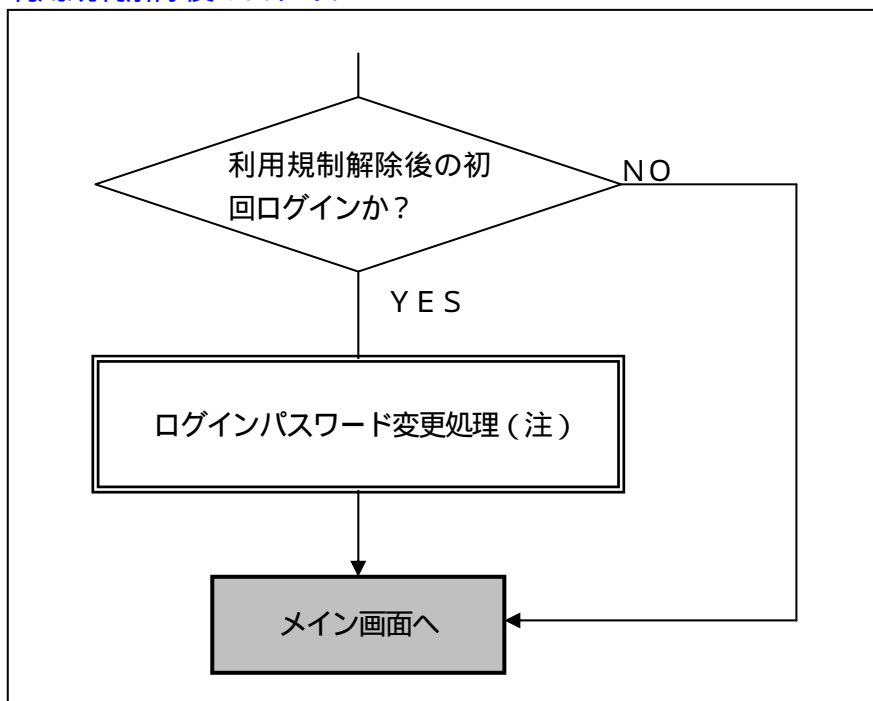 利用規制解除後の初
回ログインか？
ＮＯ
ＹＥＳ
ログインパスワード変更処理（注）
メイン画面へ